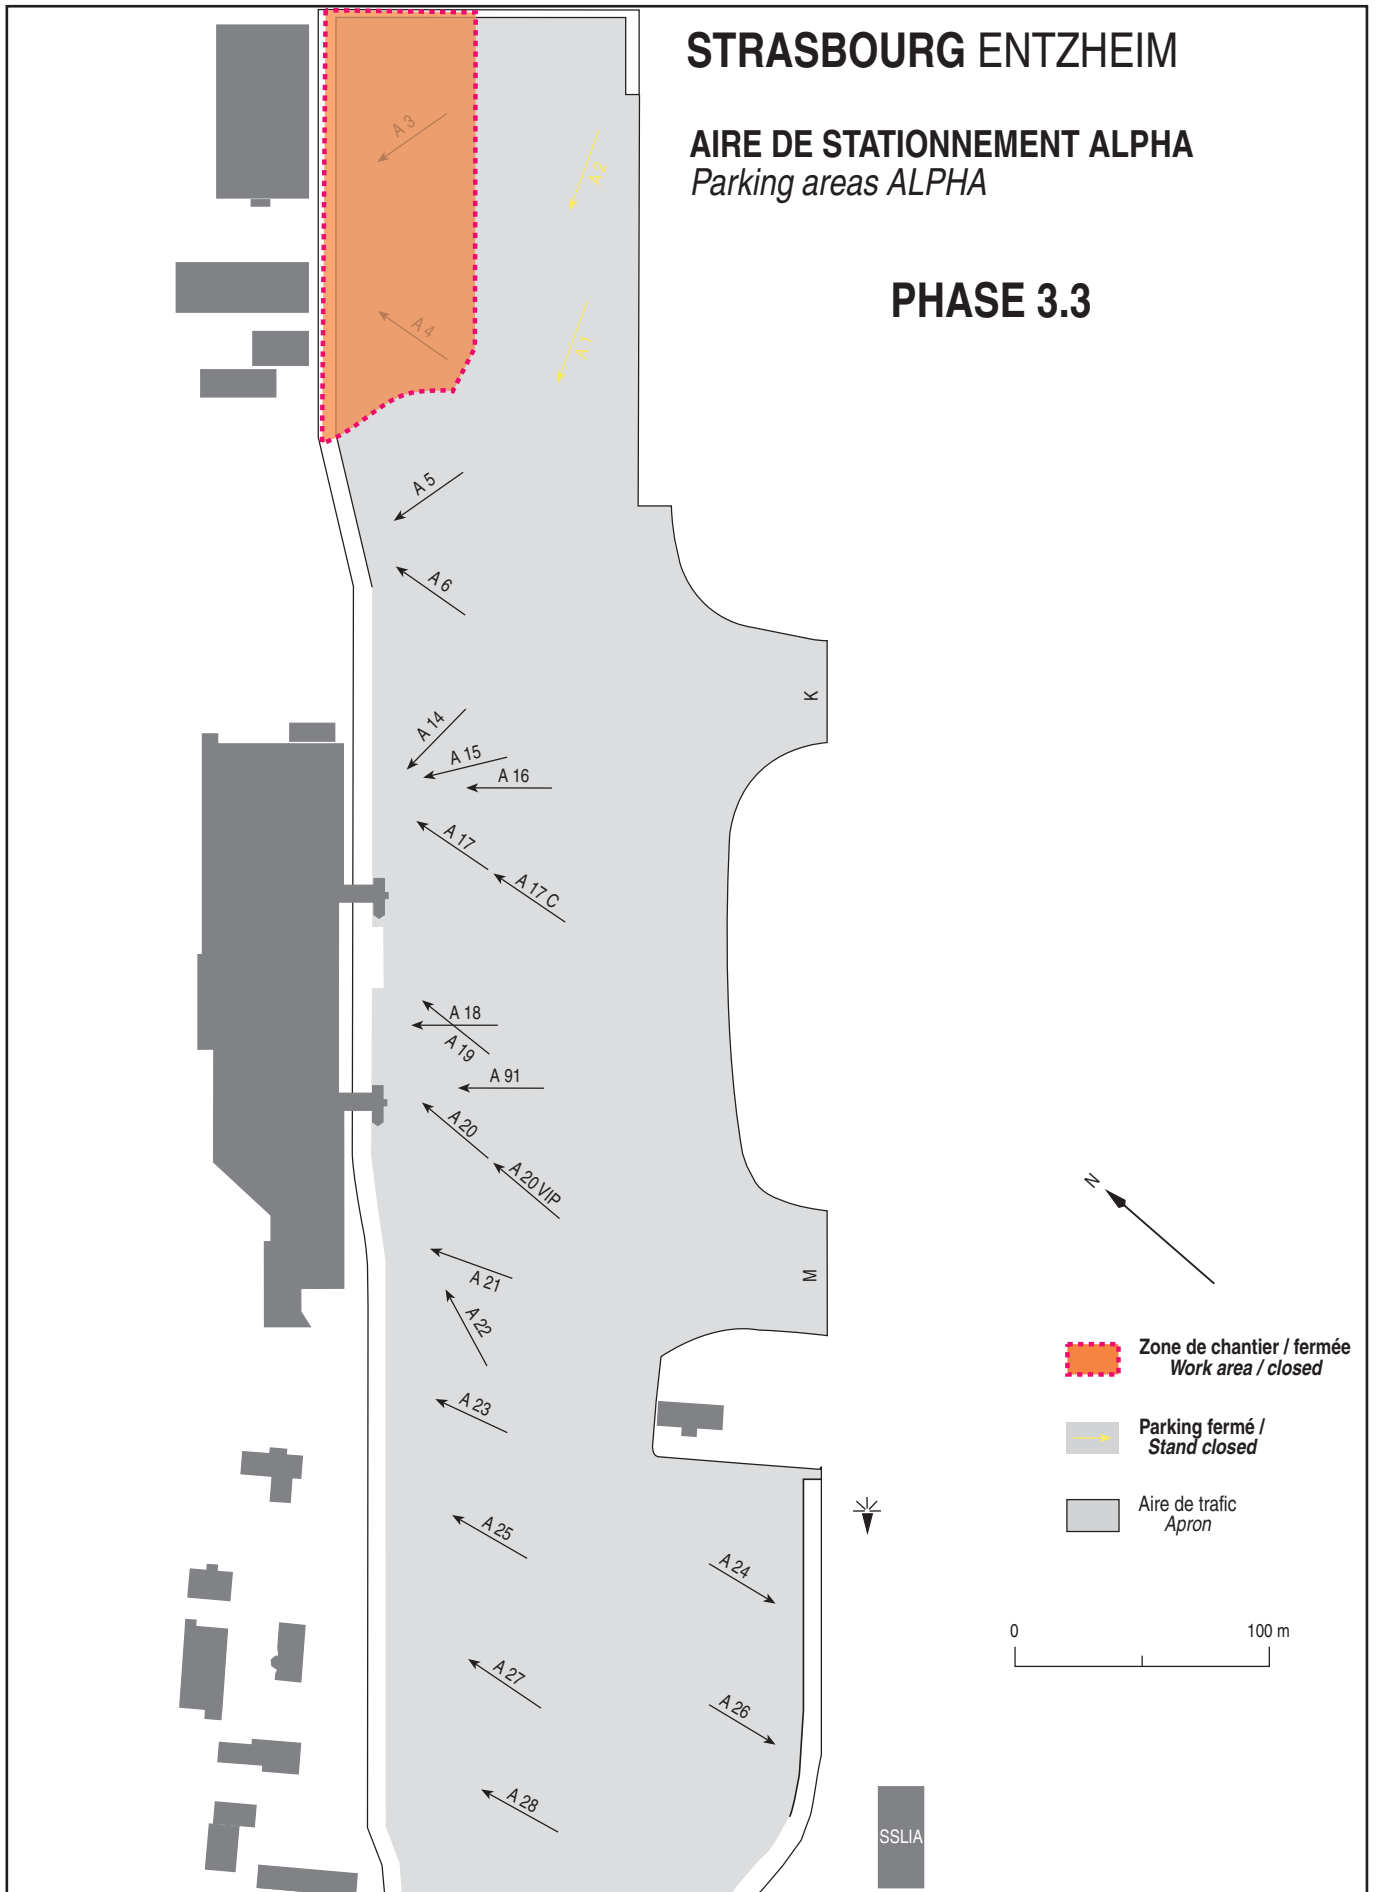 STRASBOURG ENTZHEIM
AIRE DE STATIONNEMENT ALPHA
Parking areas ALPHA
PHASE 3.3
A 3
A 2
A 4
A 1
A 5
A 6
K
A 14
A 15
A 16
A 17
A 17 C
A 18
A 19
A 91
A 20
A 20 VIP
N
A 21
M
A 22
Zone de chantier / fermée
Work area / closed
A 23
Parking fermé /
Stand closed
Aire de trafic
Apron
A 25
A 24
0 100 m
A 27
A 26
A 28
SSLIA